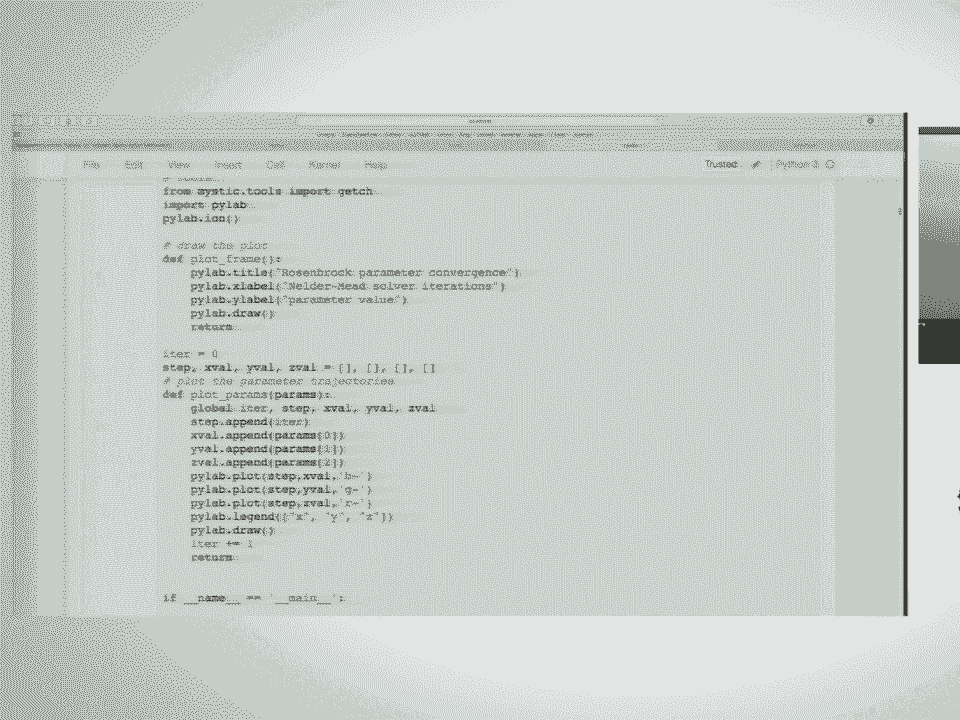 File Edit View Insert Cell Kernel Help Trusted Python 3
from mystic.tools import getch
import pylab
pylab.ion()
# draw the plot
def plot_frame():
pylab.title("Rosenbrock parameter convergence")
pylab.xlabel("Nelder-Mead solver iterations")
pylab.ylabel("parameter value")
pylab.draw()
return
iter = 0
step, xval, yval, zval = [], [], [], []
# plot the parameter trajectories
def plot_params(params):
global iter, step, xval, yval, zval
step.append(iter)
xval.append(params[0])
yval.append(params[1])
zval.append(params[2])
pylab.plot(step,xval,'b-')
pylab.plot(step,yval,'g-')
pylab.plot(step,zval,'r-')
pylab.legend(["x", "y", "z"])
pylab.draw()
iter += 1
return
if __name__ == '__main__':